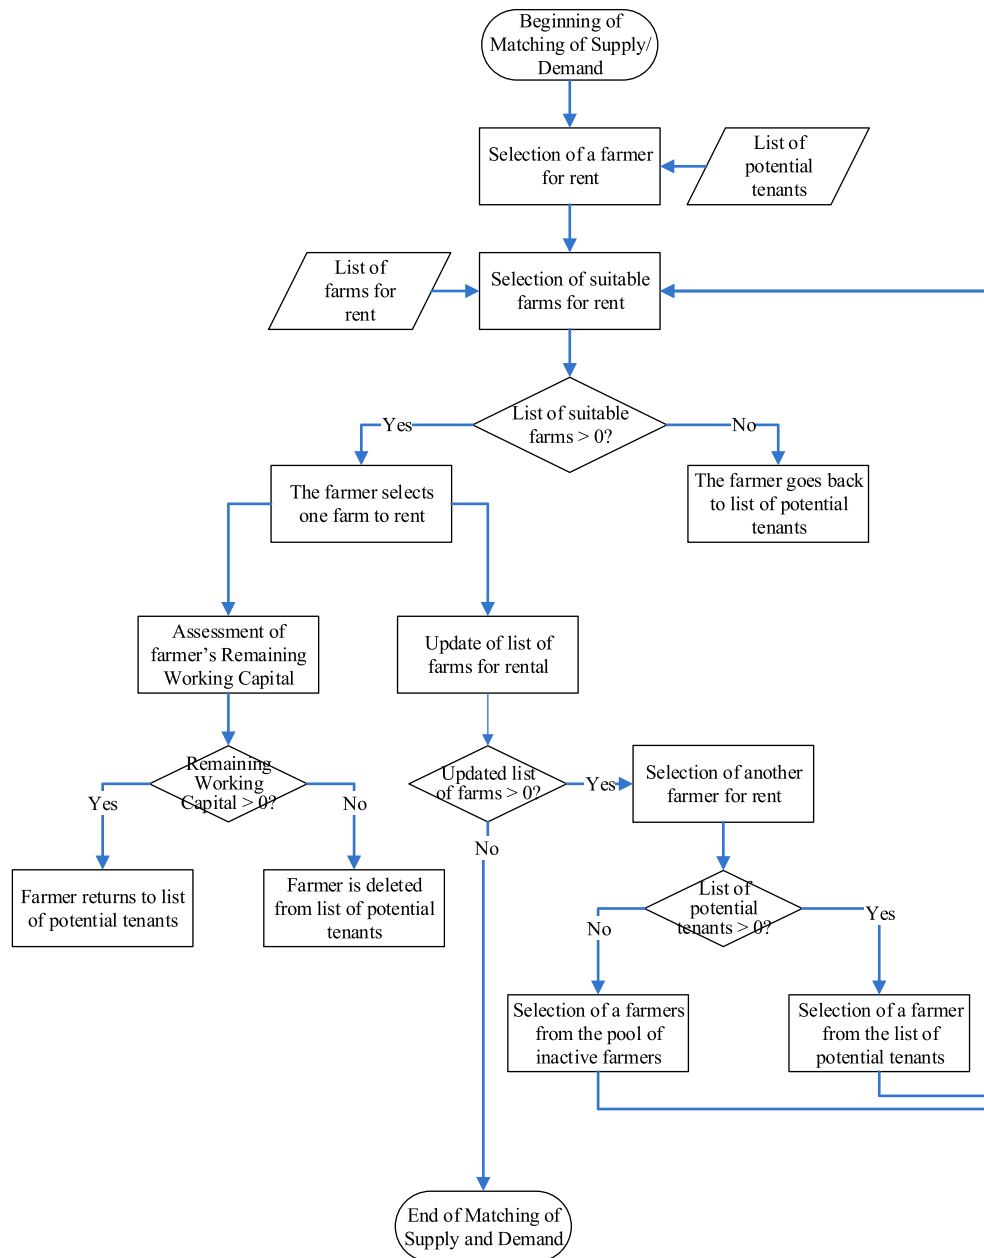 Beginning of
Matching of Supply/
Demand
Selection of a farmer
for rent
List of
potential
tenants
List of
farms for
rent
Selection of suitable
farms for rent
List of suitable
farms > 0?
Yes
No
The farmer selects
one farm to rent
The farmer goes back
to list of potential
tenants
Assessment of
farmer’s Remaining
Working Capital
Update of list of
farms for rental
Remaining
Working
Capital > 0?
Yes
No
Updated list
of farms > 0?
Yes
No
Selection of another
farmer for rent
Farmer returns to list
of potential tenants
Farmer is deleted
from list of potential
tenants
List of
potential
tenants > 0?
No
Yes
Selection of a farmers
from the pool of
inactive farmers
Selection of a farmer
from the list of
potential tenants
End of Matching of
Supply and Demand